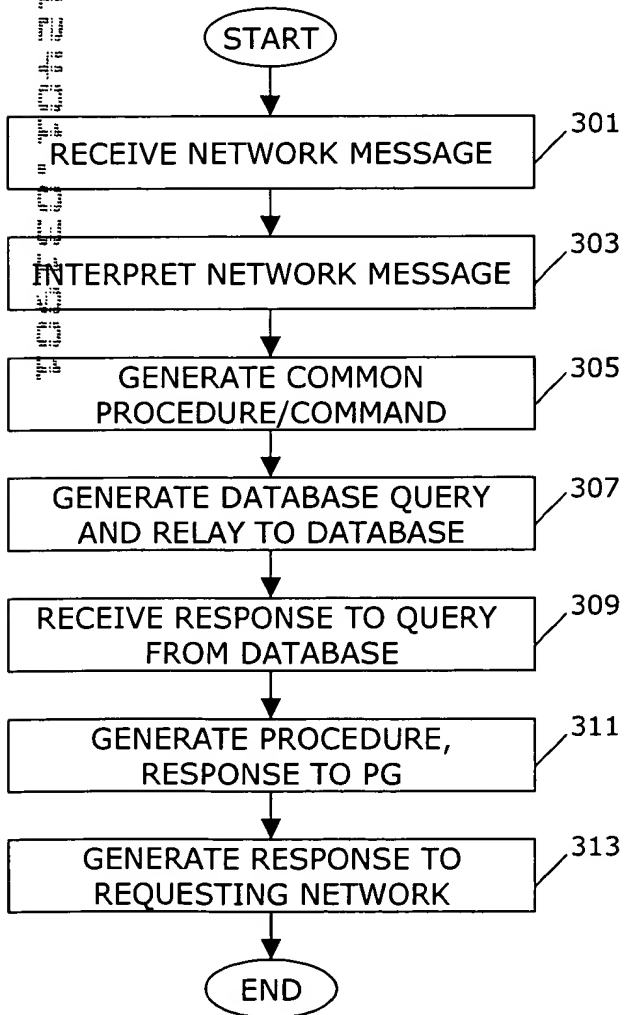 START
RECEIVE NETWORK MESSAGE
301
INTERPRET NETWORK MESSAGE
303
GENERATE COMMON
PROCEDURE/COMMAND
305
GENERATE DATABASE QUERY
AND RELAY TO DATABASE
307
RECEIVE RESPONSE TO QUERY
FROM DATABASE
309
GENERATE PROCEDURE,
RESPONSE TO PG
311
GENERATE RESPONSE TO
REQUESTING NETWORK
313
END